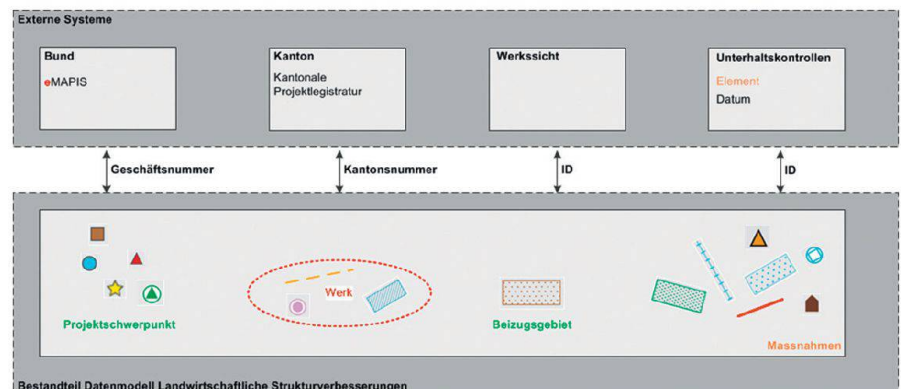 Externe Systeme
Bund
eMAPIS
Kanton
Kantonale
Projektlegistratur
Werkssicht
Unterhaltskontrollen
Element
Datum
Geschäftsnummer
Kantonsnummer
ID
ID
Werk
Projektschwerpunkt
Beizugsgebiet
Massnahmen
Bestandteil Datenmodell Landwirtschaftliche Strukturverbesserungen